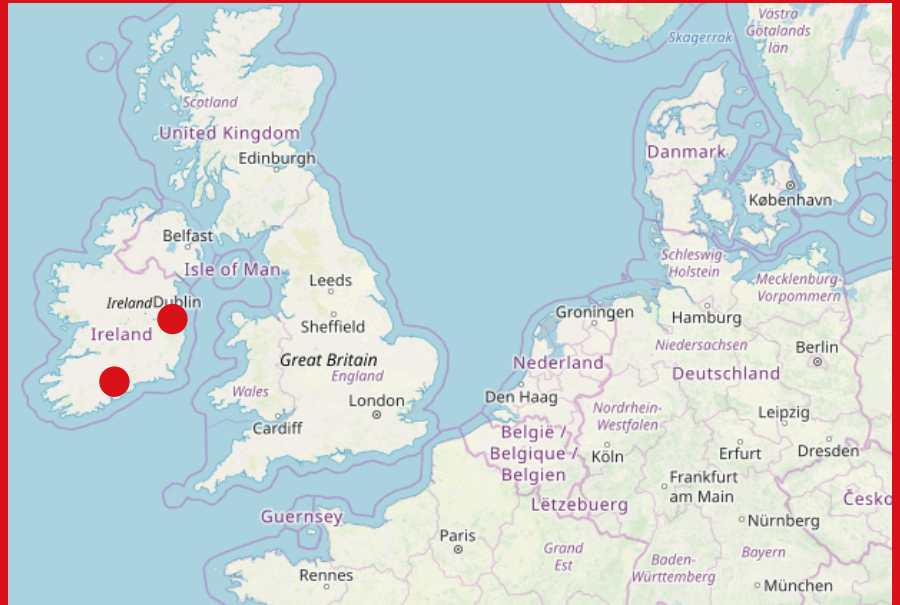 Västra
Götalands
län
Skagerrak
Scotland
United Kingdom
Edinburgh
Danmark
København
Belfast
Isle of Man
Schleswig-
Holstein
Mecklenburg-
Vorpommern
Leeds
Ireland
Dublin
Groningen
Hamburg
Sheffield
Ireland
Niedersachsen
Berlin
Great Britain
England
Nederland
Deutschland
Wales
London
Den Haag
Nordrhein-
Westfalen
Leipzig
Cardiff
België /
Belgique /
Belgien
Köln
Erfurt
Dresden
Frankfurt
am Main
Česko
Lëtzebuerg
Guernsey
Nürnberg
Paris
Grand
Est
Bayern
Baden-
Württemberg
Rennes
München